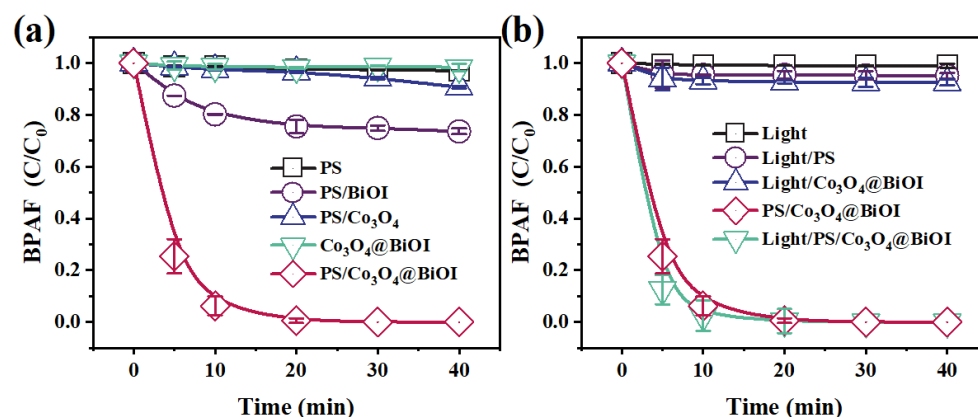 (a)
BPAF (C/C₀)
1.0
0.8
0.6
0.4
0.2
0.0
PS
PS/BiOI
PS/Co₃O₄
Co₃O₄@BiOI
PS/Co₃O₄@BiOI
0 10 20 30 40
Time (min)
(b)
BPAF (C/C₀)
1.0
0.8
0.6
0.4
0.2
0.0
Light
Light/PS
Light/Co₃O₄@BiOI
PS/Co₃O₄@BiOI
Light/PS/Co₃O₄@BiOI
0 10 20 30 40
Time (min)